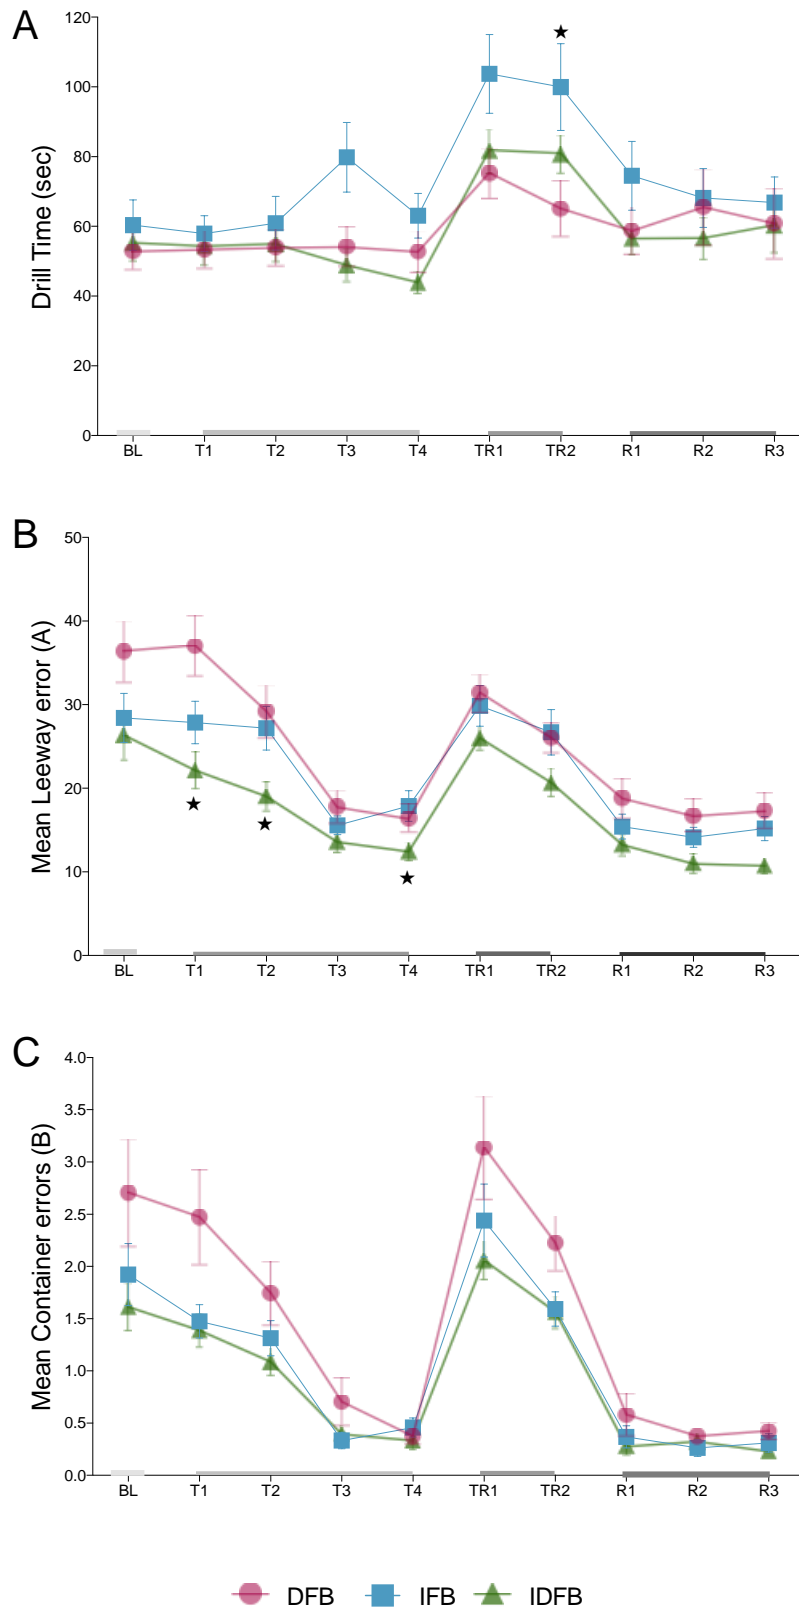 A
120
100
80
60
40
20
0
Drill Time (sec)
BL T1 T2 T3 T4 TR1 TR2 R1 R2 R3
B
50
40
30
20
10
0
Mean Leeway error (A)
BL T1 T2 T3 T4 TR1 TR2 R1 R2 R3
C
4.0
3.5
3.0
2.5
2.0
1.5
1.0
0.5
0.0
Mean Container errors (B)
BL T1 T2 T3 T4 TR1 TR2 R1 R2 R3
DFB IFB IDFB